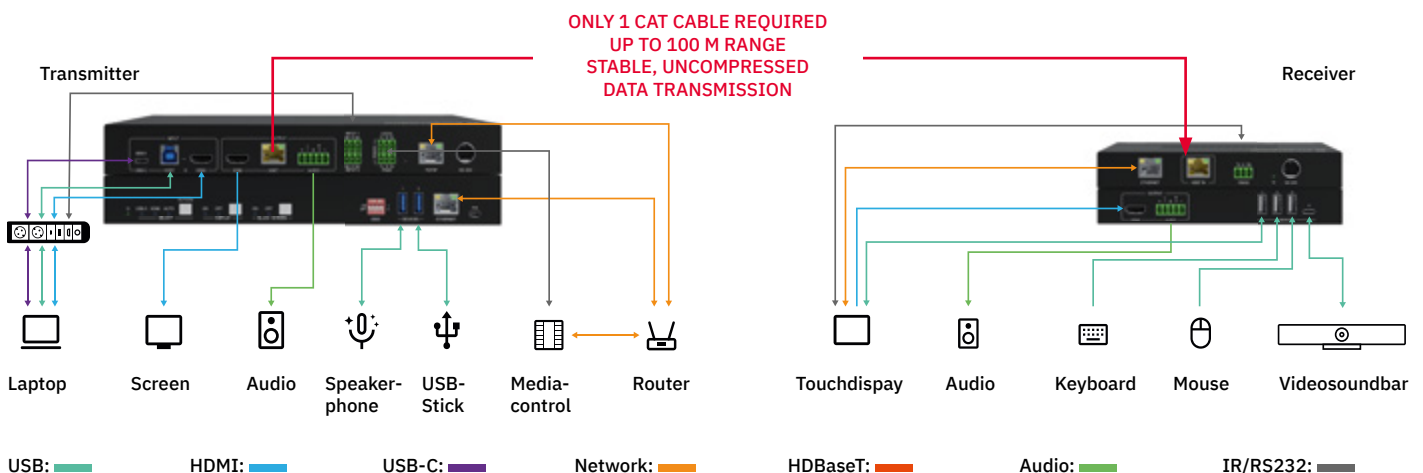 ONLY 1 CAT CABLE REQUIRED
UP TO 100 M RANGE
STABLE, UNCOMPRESSED
DATA TRANSMISSION
Transmitter
Receiver
Laptop
Screen
Audio
Speaker-
phone
USB-
Stick
Media-
control
Router
Touchdispay
Audio
Keyboard
Mouse
Videosoundbar
USB:
HDMI:
USB-C:
Network:
HDBaseT:
Audio:
IR/RS232: